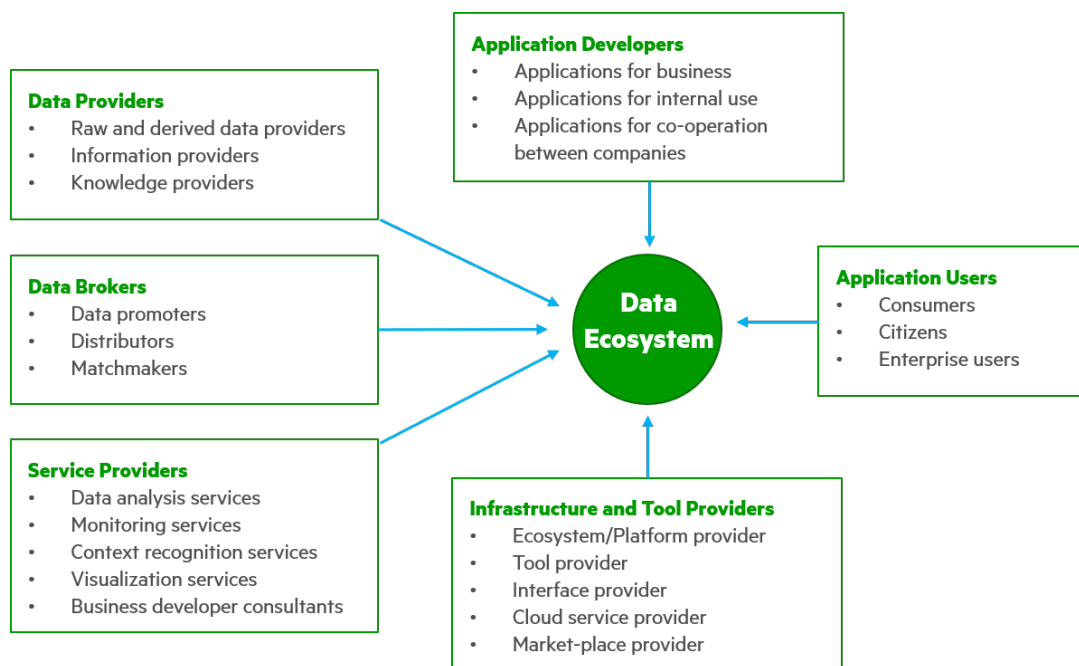 Application Developers
• Applications for business
• Applications for internal use
• Applications for co-operation
between companies
Data Providers
• Raw and derived data providers
• Information providers
• Knowledge providers
Data Brokers
• Data promoters
• Distributors
• Matchmakers
Data
Ecosystem
Application Users
• Consumers
• Citizens
• Enterprise users
Service Providers
• Data analysis services
• Monitoring services
• Context recognition services
• Visualization services
• Business developer consultants
Infrastructure and Tool Providers
• Ecosystem/Platform provider
• Tool provider
• Interface provider
• Cloud service provider
• Market-place provider